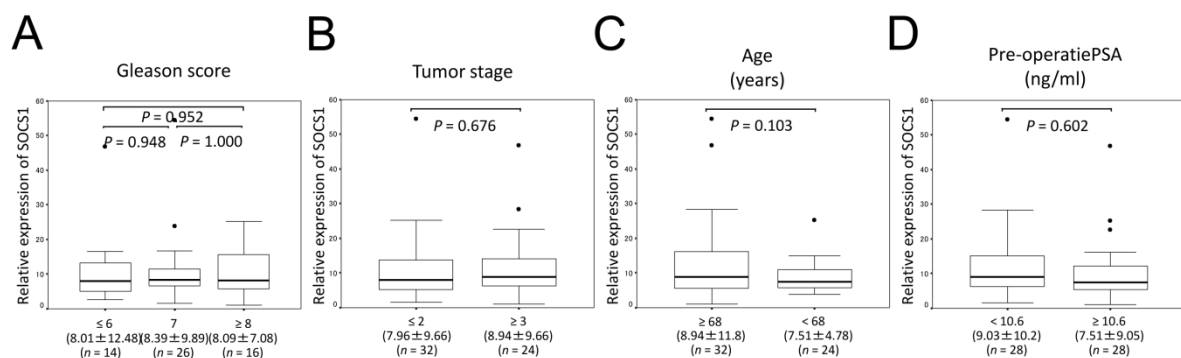 A
Gleason score
Relative expression of SOCS1
60
50
40
30
20
10
0
P = 0.952
P = 0.948 P = 1.000
≤ 6 7 ≥ 8
(8.01±12.48) (8.39±9.89) (8.09±7.08)
(n = 14) (n = 26) (n = 16)
B
Tumor stage
Relative expression of SOCS1
60
50
40
30
20
10
0
P = 0.676
≤ 2 ≥ 3
(7.96±9.66) (8.94±9.66)
(n = 32) (n = 24)
C
Age
(years)
Relative expression of SOCS1
60
50
40
30
20
10
0
P = 0.103
≥ 68 < 68
(8.94±11.8) (7.51±4.78)
(n = 32) (n = 24)
D
Pre-operatiePSA
(ng/ml)
Relative expression of SOCS1
60
50
40
30
20
10
0
P = 0.602
< 10.6 ≥ 10.6
(9.03±10.2) (7.51±9.05)
(n = 28) (n = 28)